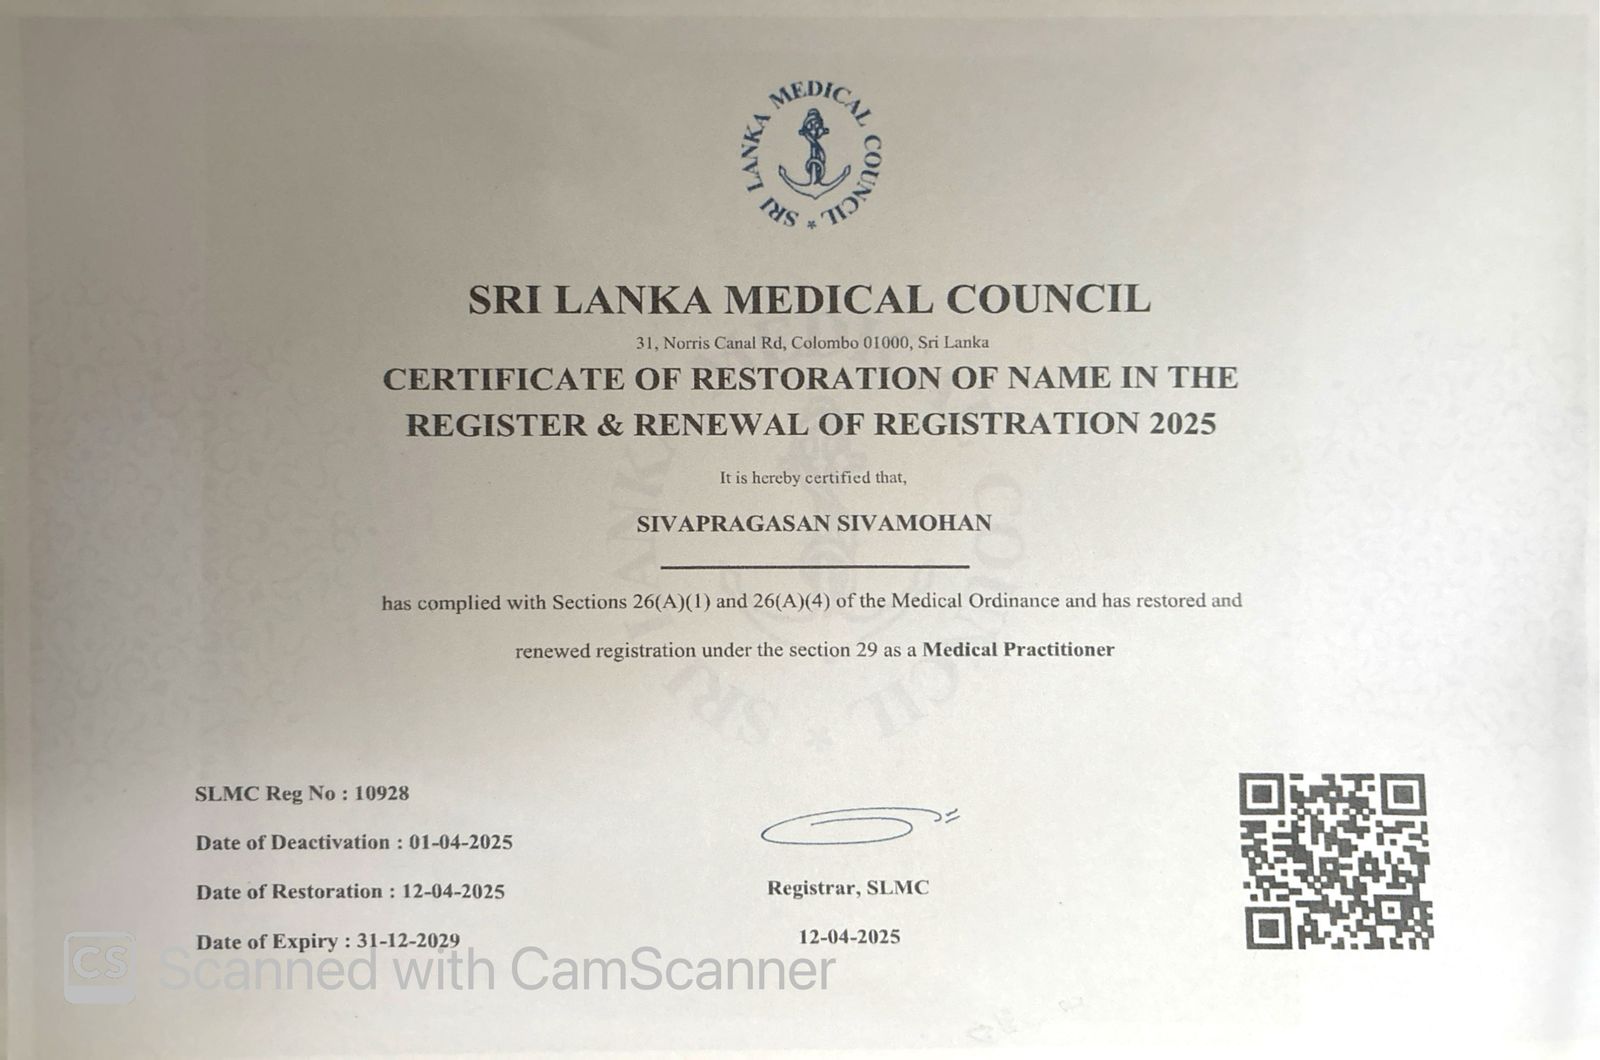 SRI LANKA MEDICAL COUNCIL *
SRI LANKA MEDICAL COUNCIL
31, Norris Canal Rd, Colombo 01000, Sri Lanka
CERTIFICATE OF RESTORATION OF NAME IN THE
REGISTER & RENEWAL OF REGISTRATION 2025
It is hereby certified that,
SIVAPRAGASAN SIVAMOHAN
has complied with Sections 26(A)(1) and 26(A)(4) of the Medical Ordinance and has restored and
renewed registration under the section 29 as a Medical Practitioner
SLMC Reg No : 10928
Date of Deactivation : 01-04-2025
Date of Restoration : 12-04-2025
Date of Expiry : 31-12-2029
Registrar, SLMC
12-04-2025
CS Scanned with CamScanner